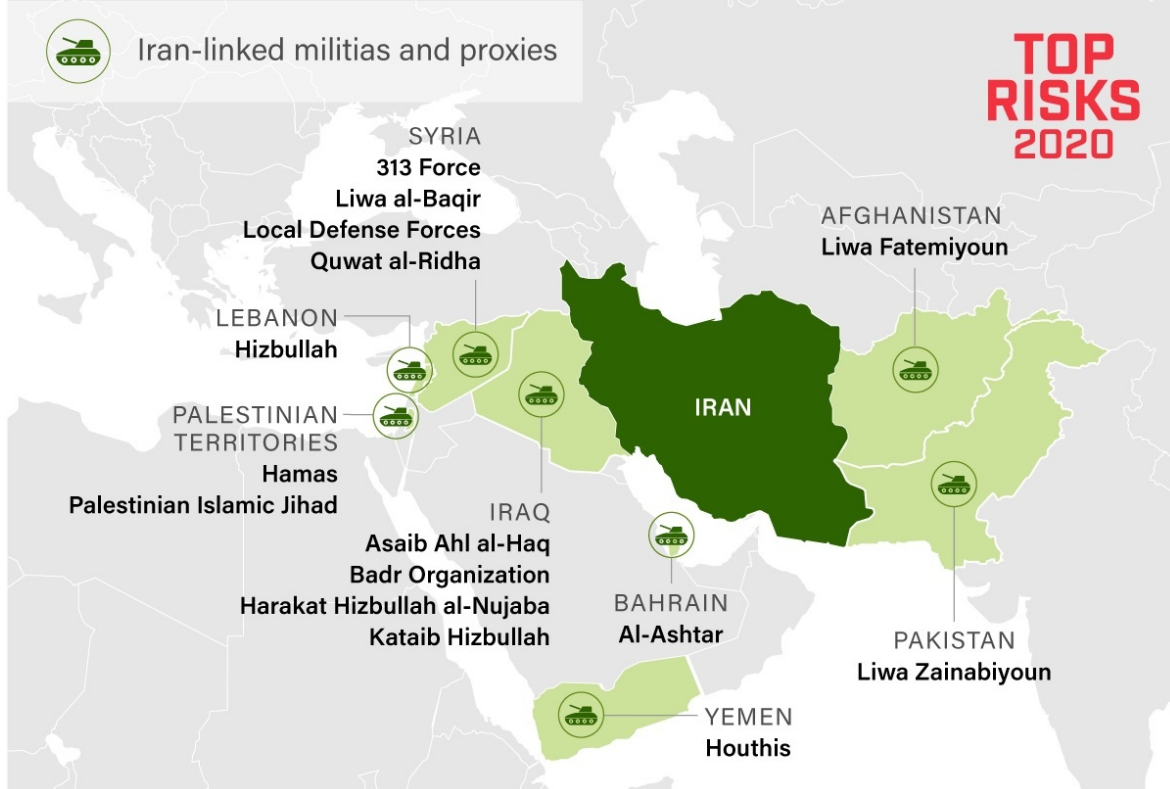 Iran-linked militias and proxies
TOP
RISKS
2020
SYRIA
313 Force
Liwa al-Baqir
Local Defense Forces
Quwat al-Ridha
AFGHANISTAN
Liwa Fatemiyoun
LEBANON
Hizbullah
IRAN
PALESTINIAN
TERRITORIES
Hamas
Palestinian Islamic Jihad
IRAQ
Asaib Ahl al-Haq
Badr Organization
Harakat Hizbullah al-Nujaba
Kataib Hizbullah
BAHRAIN
Al-Ashtar
PAKISTAN
Liwa Zainabiyoun
YEMEN
Houthis